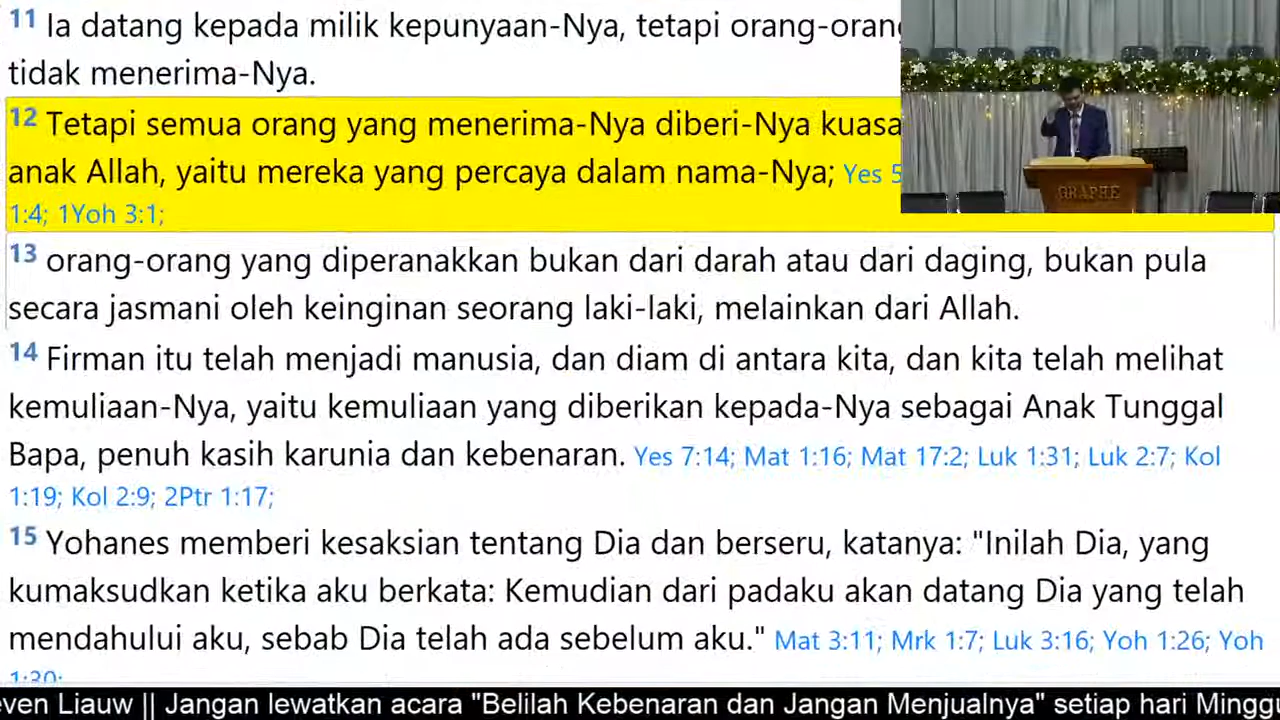 11 Ia datang kepada milik kepunyaan-Nya, tetapi orang-orang
tidak menerima-Nya.
12 Tetapi semua orang yang menerima-Nya diberi-Nya kuasa
anak Allah, yaitu mereka yang percaya dalam nama-Nya; Yes 5
1:4; 1Yoh 3:1;
GRAPHE
13 orang-orang yang diperanakkan bukan dari darah atau dari daging, bukan pula
secara jasmani oleh keinginan seorang laki-laki, melainkan dari Allah.
14 Firman itu telah menjadi manusia, dan diam di antara kita, dan kita telah melihat
kemuliaan-Nya, yaitu kemuliaan yang diberikan kepada-Nya sebagai Anak Tunggal
Bapa, penuh kasih karunia dan kebenaran. Yes 7:14; Mat 1:16; Mat 17:2; Luk 1:31; Luk 2:7; Kol
1:19; Kol 2:9; 2Ptr 1:17;
15 Yohanes memberi kesaksian tentang Dia dan berseru, katanya: "Inilah Dia, yang
kumaksudkan ketika aku berkata: Kemudian dari padaku akan datang Dia yang telah
mendahului aku, sebab Dia telah ada sebelum aku." Mat 3:11; Mrk 1:7; Luk 3:16; Yoh 1:26; Yoh
1:30;
even Liauw || Jangan lewatkan acara "Belilah Kebenaran dan Jangan Menjualnya" setiap hari Minggu